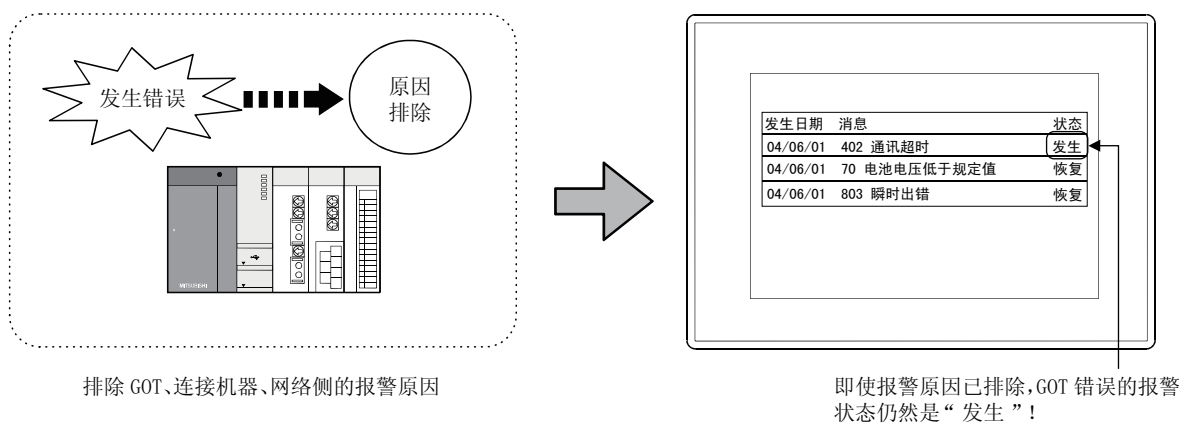 发生错误
原因
排除
MITSUBISHI
排除 GOT、连接机器、网络侧的报警原因
发生日期 消息 状态
04/06/01 402 通讯超时 发生
04/06/01 70 电池电压低于规定值 恢复
04/06/01 803 瞬时出错 恢复
即使报警原因已排除,GOT 错误的报警
状态仍然是“ 发生 ”!